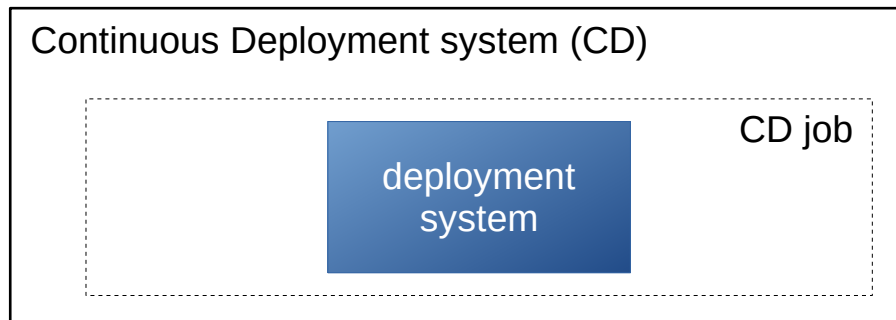 Continuous Deployment system (CD)
CD job
deployment
system